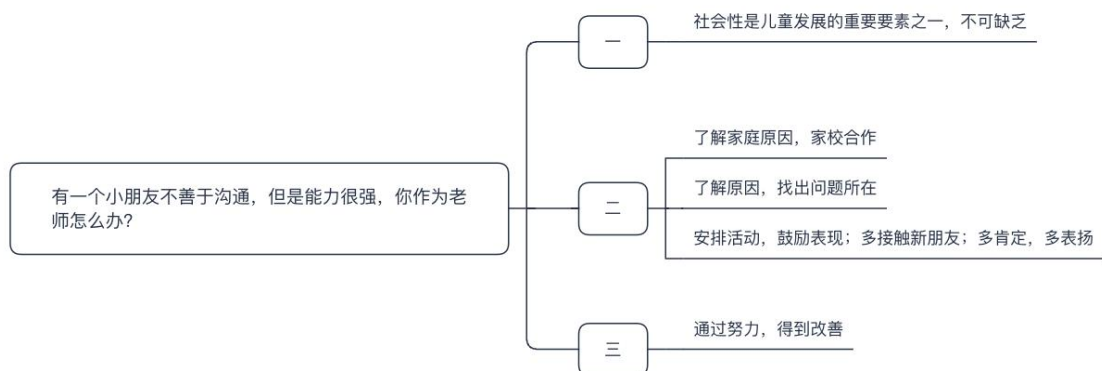 有一个小朋友不善于沟通，但是能力很强，你作为老
师怎么办？
一
社会性是儿童发展的重要要素之一，不可缺乏
二
了解家庭原因，家校合作
了解原因，找出问题所在
安排活动，鼓励表现；多接触新朋友；多肯定，多表扬
三
通过努力，得到改善